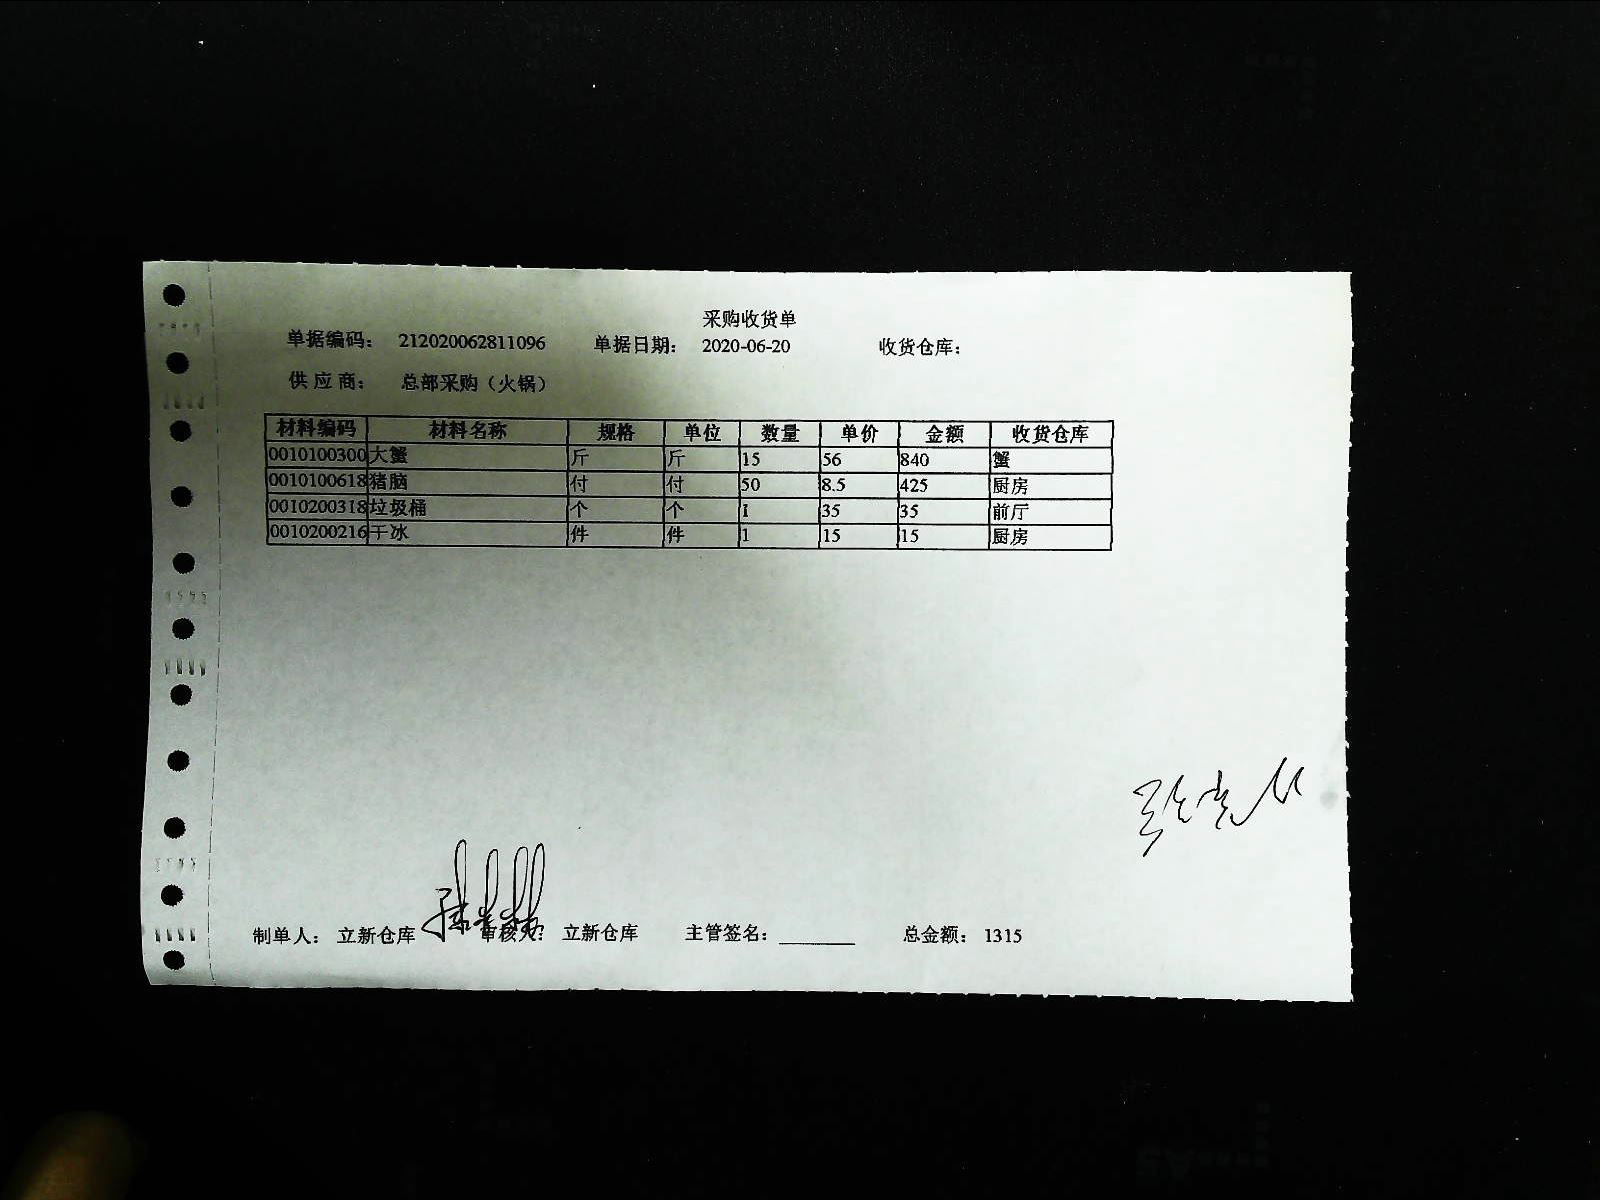 采购收货单
单据编码: 212020062811096 单据日期: 2020-06-20 收货仓库:
供应商: 总部采购（火锅）
材料编码 材料名称 规格 单位 数量 单价 金额 收货仓库
0010100300 大蟹 斤 斤 15 56 840 蟹
0010100618 猪脑 付 付 50 8.5 425 厨房
0010200318 垃圾桶 个 个 1 35 35 前厅
0010200216 干冰 件 件 1 15 15 厨房
制单人: 立新仓库 审核人: 立新仓库 主管签名: 总金额: 1315